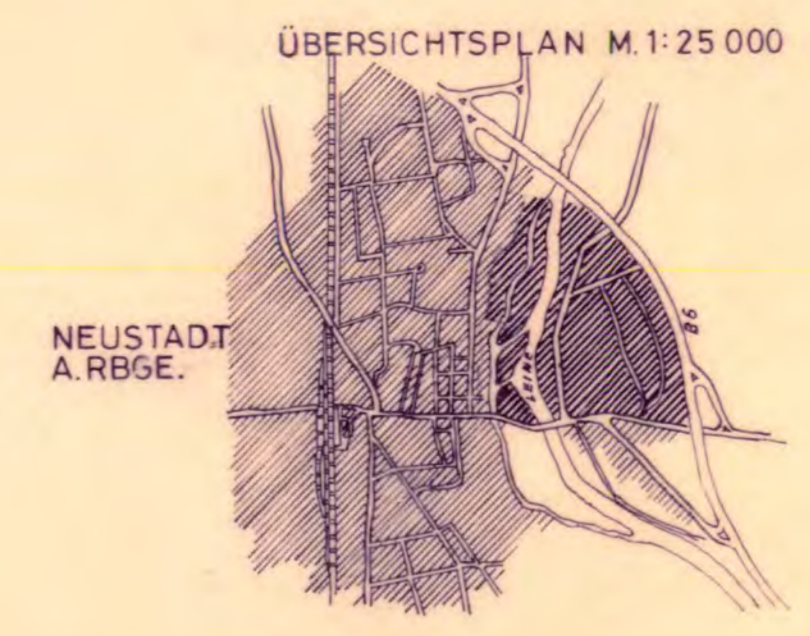 ÜBERSICHTSPLAN M. 1:25 000
NEUSTADT
A. RBGE.
B6
LEINE